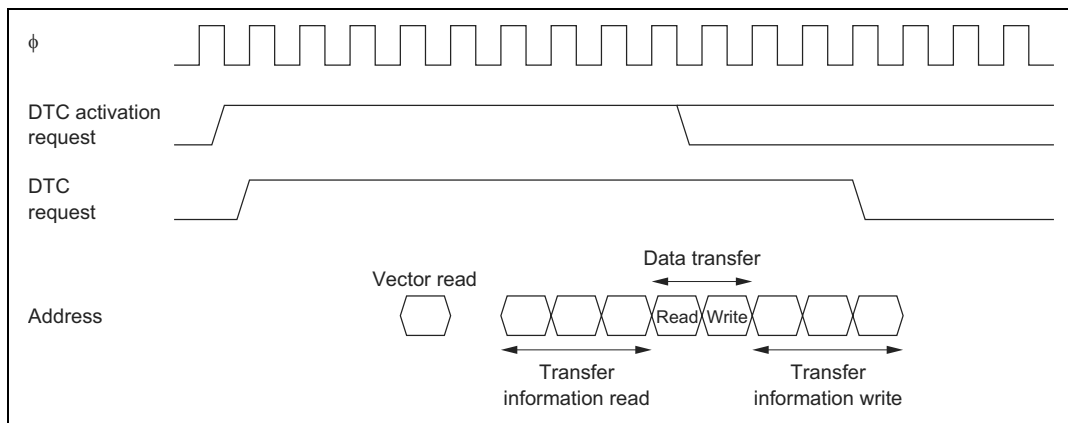 ϕ
DTC activation
request
DTC
request
Data transfer
Vector read
Address
Read Write
Transfer
information read
Transfer
information write